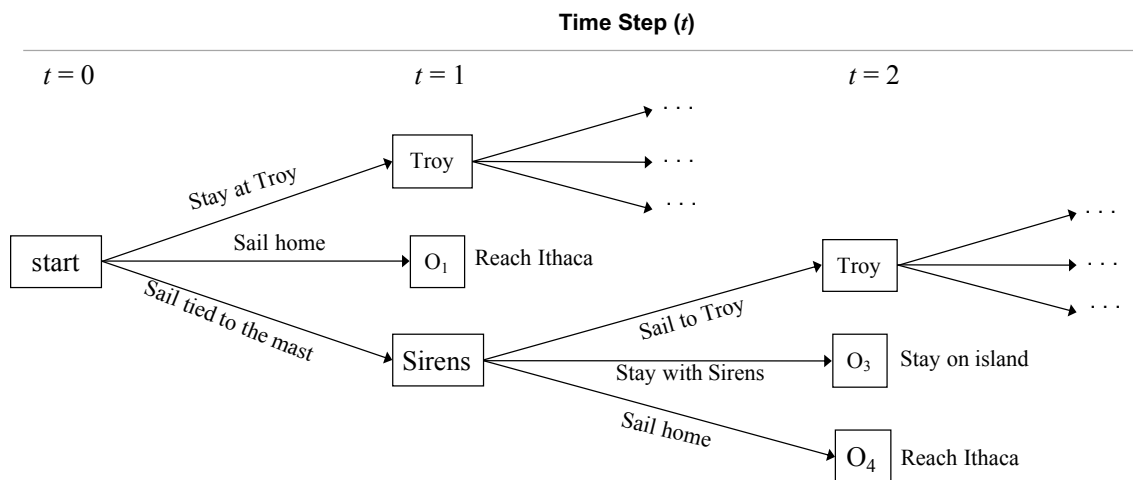 Time Step (t)
t = 0
t = 1
t = 2
. . .
Troy
. . .
Stay at Troy
. . .
. . .
Sail home
start
O1
Reach Ithaca
Troy
. . .
Sail tied to the mast
Sail to Troy
. . .
Sirens
Stay with Sirens
O3
Stay on island
Sail home
O4
Reach Ithaca